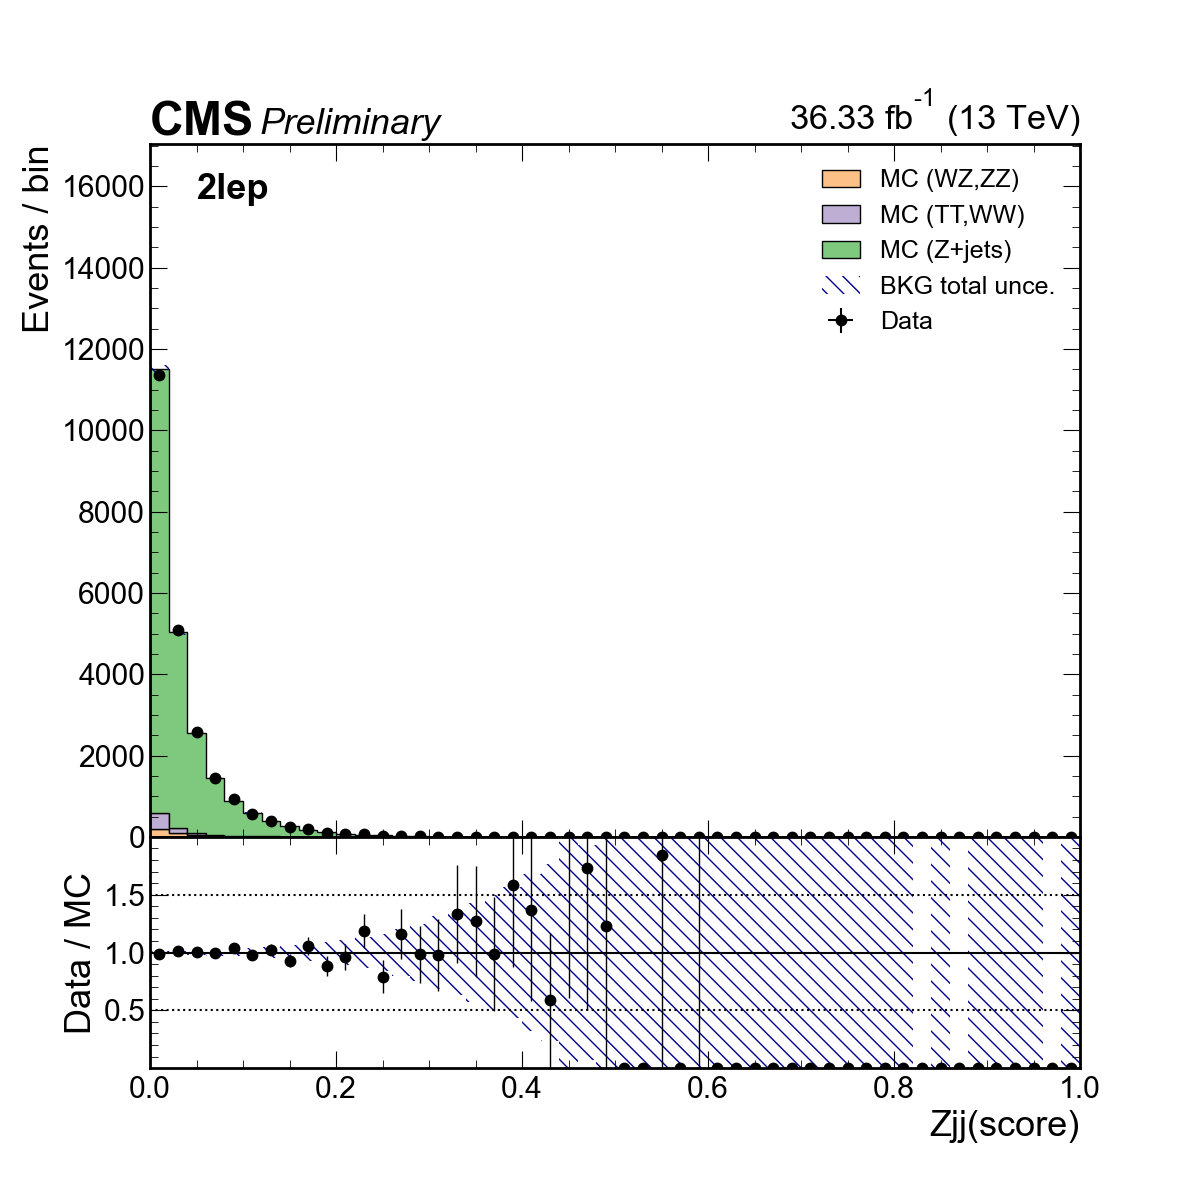 CMS Preliminary 36.33 fb-1 (13 TeV)
Events / bin
2lep
MC (WZ,ZZ)
MC (TT,WW)
MC (Z+jets)
BKG total unce.
Data
16000
14000
12000
10000
8000
6000
4000
2000
0
Data / MC
1.5
1.0
0.5
0.0 0.2 0.4 0.6 0.8 1.0
Zjj(score)